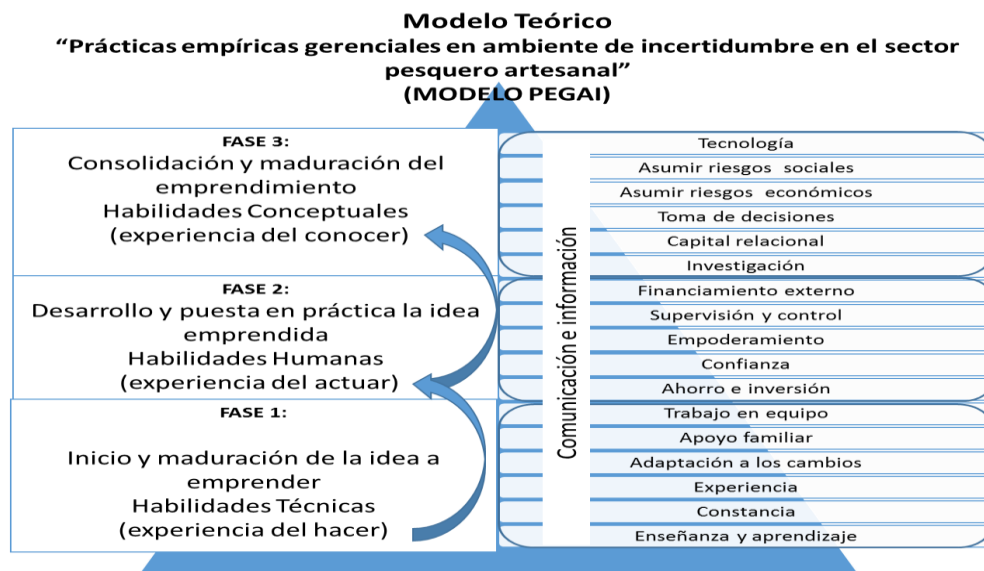 Modelo Teórico
“Prácticas empíricas gerenciales en ambiente de incertidumbre en el sector
pesquero artesanal”
(MODELO PEGAI)
FASE 3:
Consolidación y maduración del
emprendimiento
Habilidades Conceptuales
(experiencia del conocer)
FASE 2:
Desarrollo y puesta en práctica la idea
emprendida
Habilidades Humanas
(experiencia del actuar)
FASE 1:
Inicio y maduración de la idea a
emprender
Habilidades Técnicas
(experiencia del hacer)
Comunicación e información
Tecnología
Asumir riesgos sociales
Asumir riesgos económicos
Toma de decisiones
Capital relacional
Investigación
Financiamiento externo
Supervisión y control
Empoderamiento
Confianza
Ahorro e inversión
Trabajo en equipo
Apoyo familiar
Adaptación a los cambios
Experiencia
Constancia
Enseñanza y aprendizaje